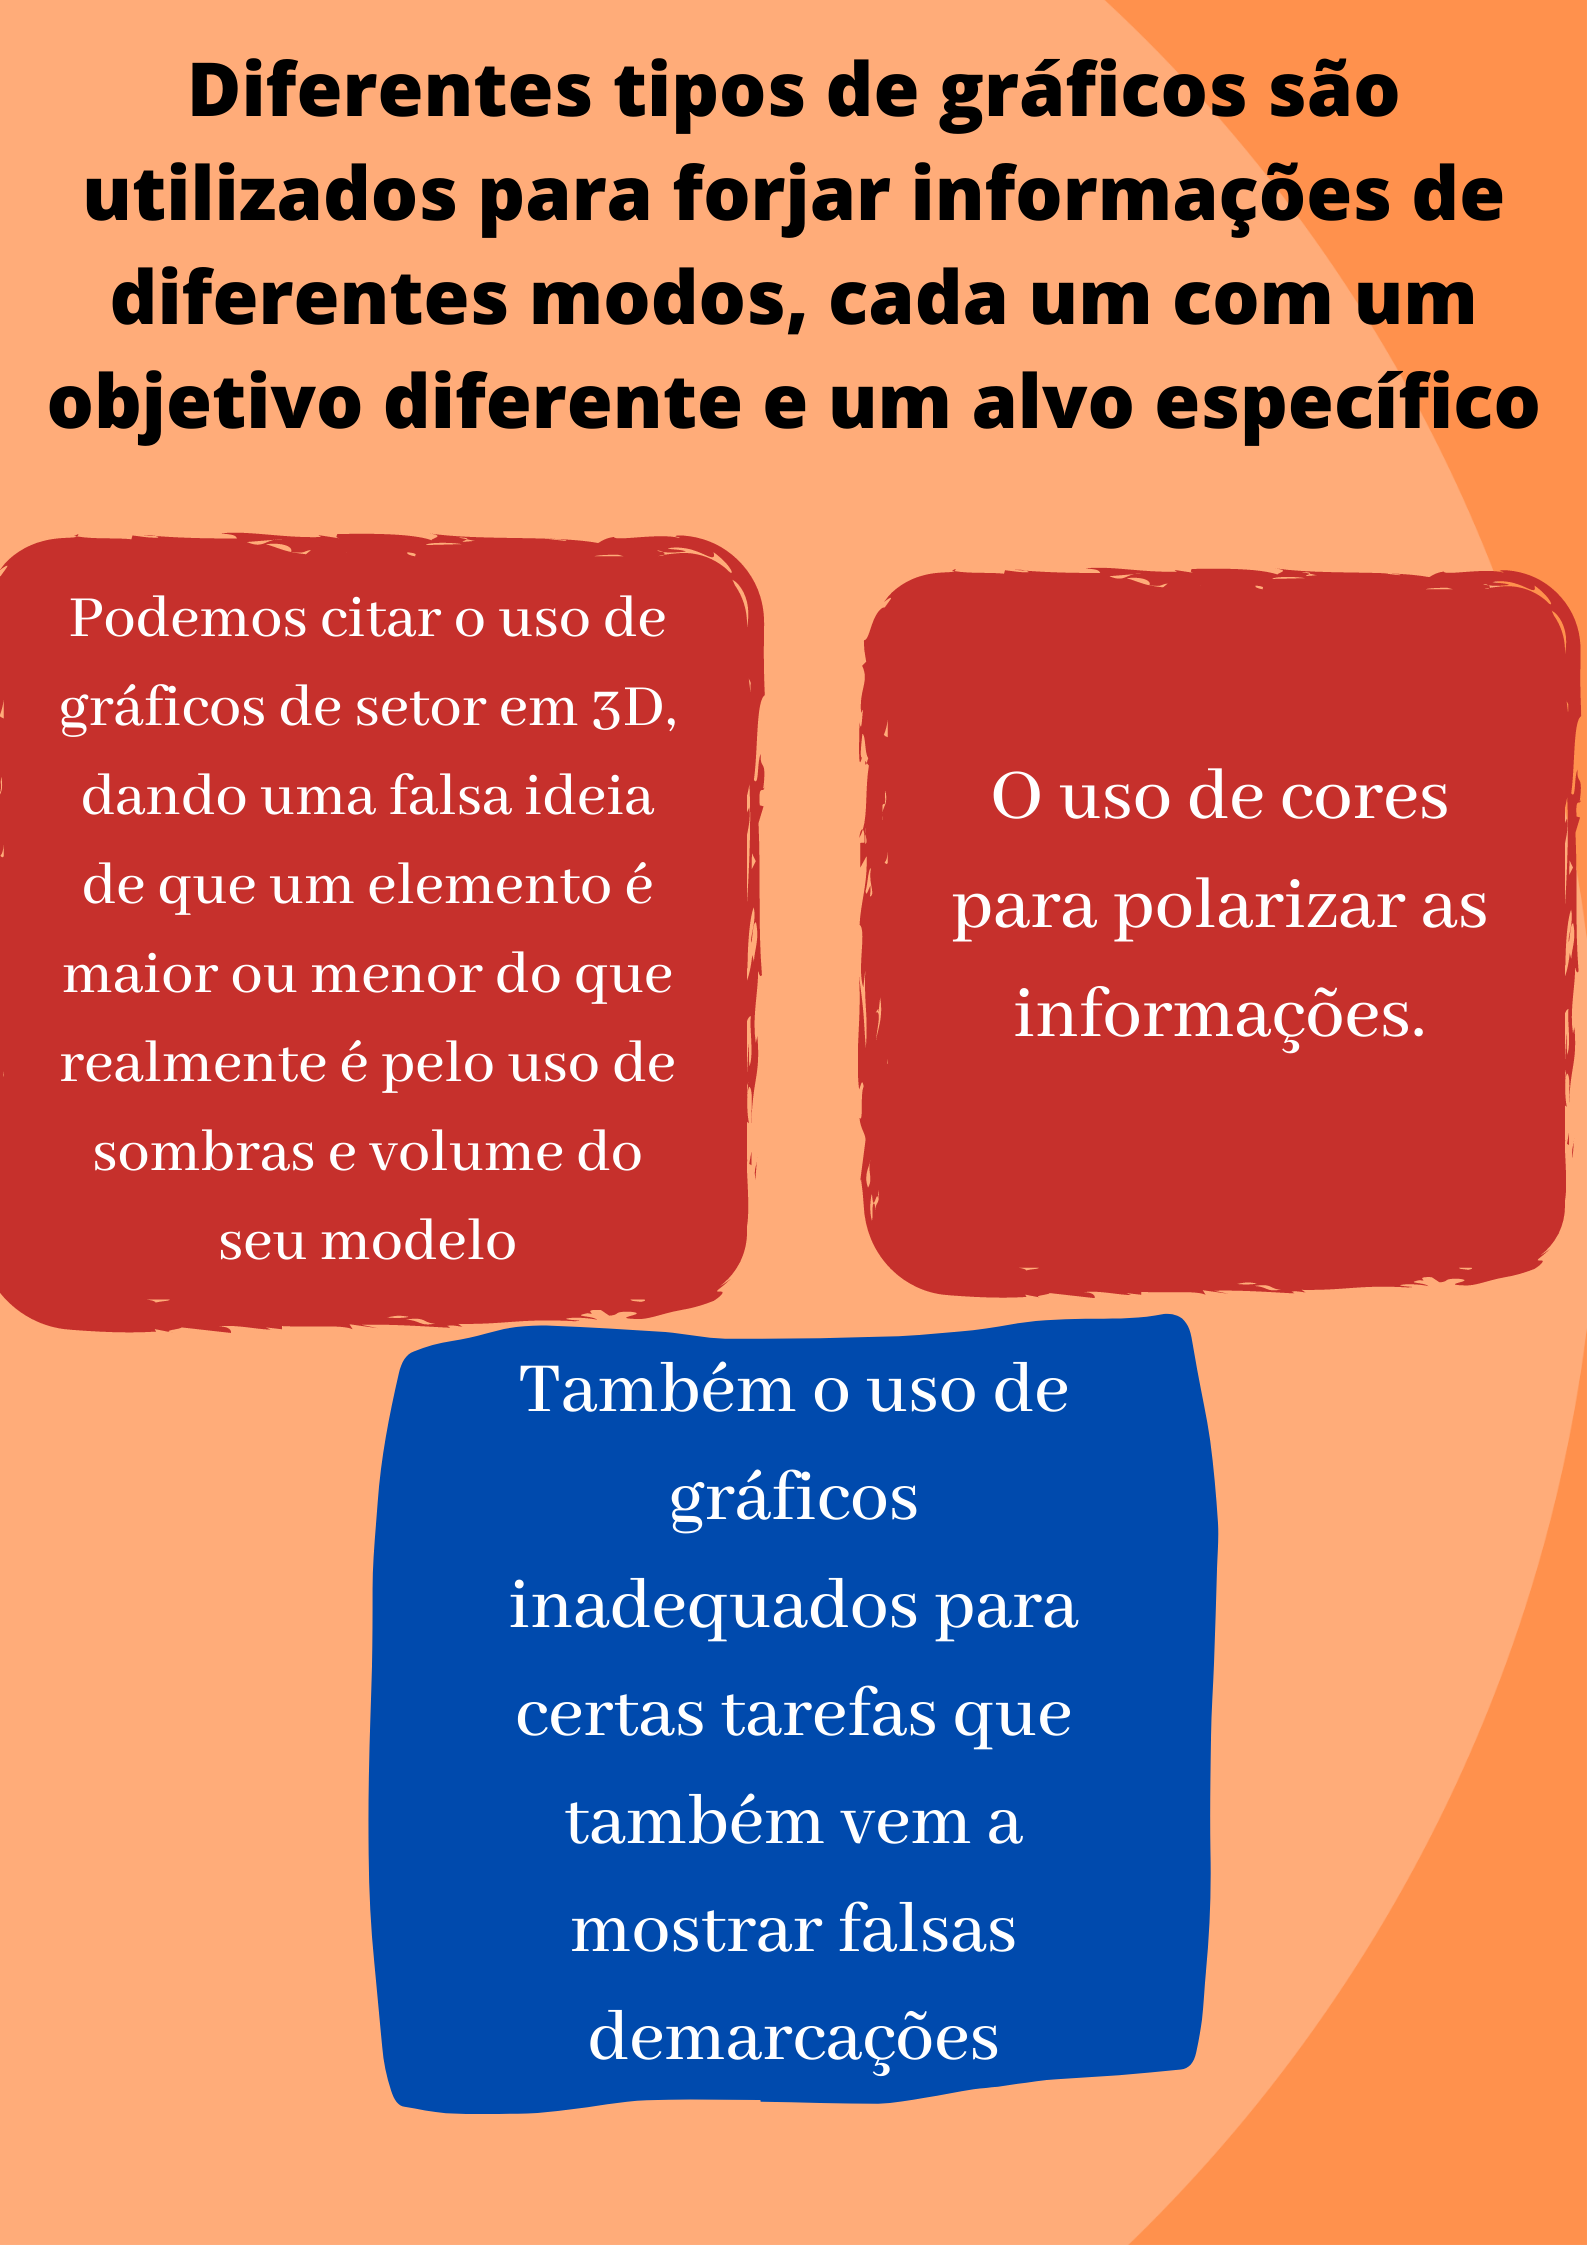 Diferentes tipos de gráficos são
utilizados para forjar informações de
diferentes modos, cada um com um
objetivo diferente e um alvo específico
Podemos citar o uso de
gráficos de setor em 3D,
dando uma falsa ideia
de que um elemento é
maior ou menor do que
realmente é pelo uso de
sombras e volume do
seu modelo
O uso de cores
para polarizar as
informações.
Também o uso de
gráficos
inadequados para
certas tarefas que
também vem a
mostrar falsas
demarcações